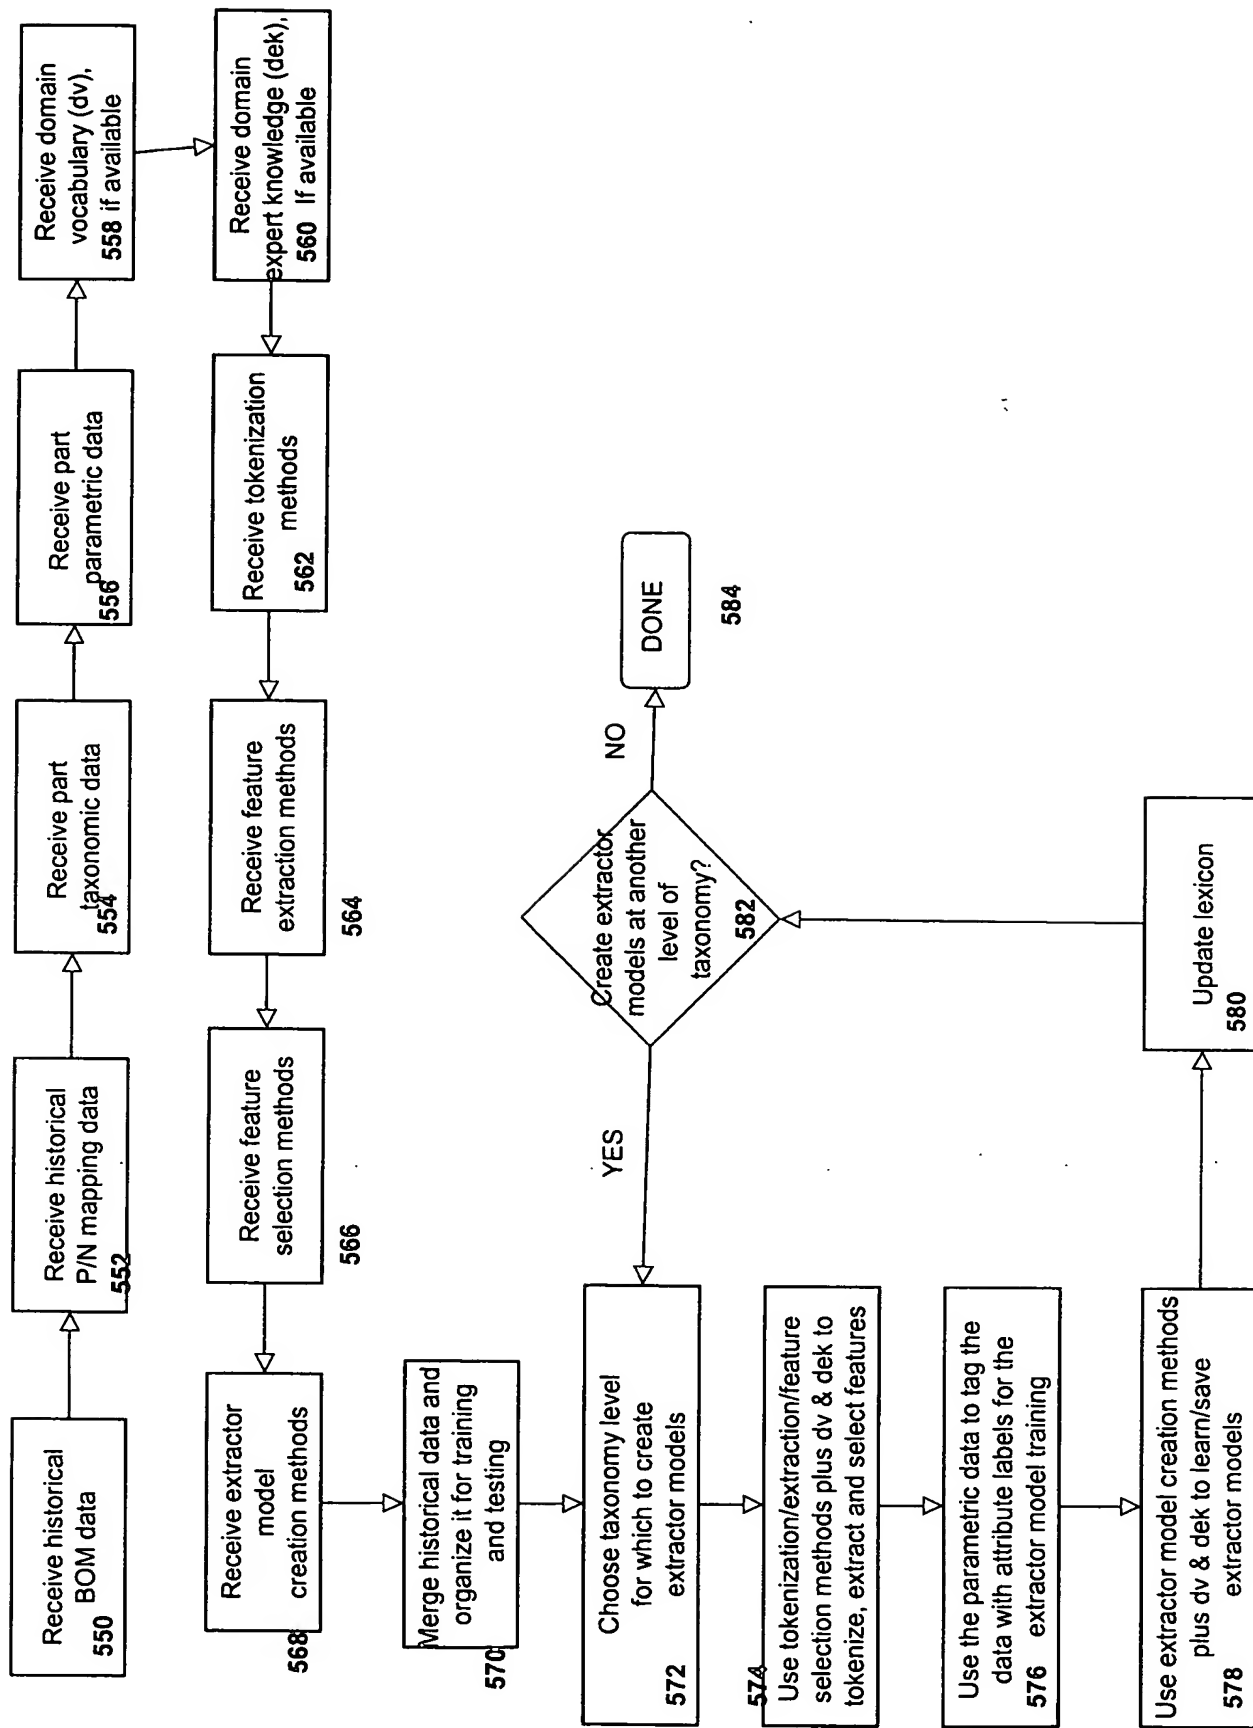 Receive historical
BOM data
550
Receive historical
P/N mapping data
552
Receive part
taxonomic data
554
Receive part
parametric data
556
Receive domain
vocabulary (dv),
558 if available
Receive domain
expert knowledge (dek),
560 If available
Receive tokenization
methods
562
Receive feature
extraction methods
564
Receive feature
selection methods
566
Receive extractor
model
creation methods
568
Merge historical data and
organize it for training
and testing
570
Choose taxonomy level
for which to create
extractor models
572
574
Use tokenization/extraction/feature
selection methods plus dv & dek to
tokenize, extract and select features
Use the parametric data to tag the
data with attribute labels for the
576 extractor model training
Use extractor model creation methods
plus dv & dek to learn/save
578 extractor models
Update lexicon
580
Create extractor
models at another
level of
taxonomy?
582
YES
NO
DONE
584